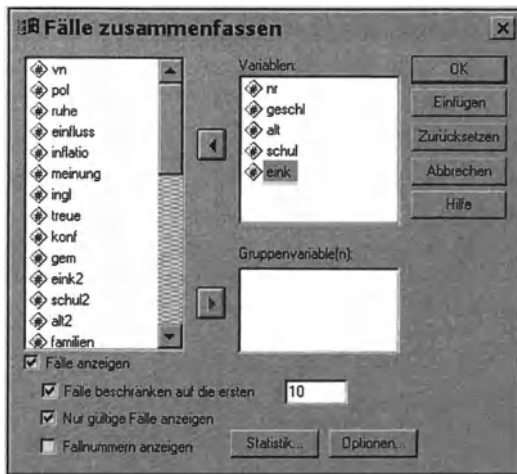 Fälle zusammenfassen
vn
pol
ruhe
einfluss
inflatio
meinung
ingl
treue
konf
gem
eink2
schul2
alt2
familien
Variablen:
nr
geschl
alt
schul
eink
Gruppenvariable(n):
OK
Einfügen
Zurücksetzen
Abbrechen
Hilfe
Fälle anzeigen
Fälle beschränken auf die ersten 10
Nur gültige Fälle anzeigen
Fallnummern anzeigen
Statistik...
Optionen...